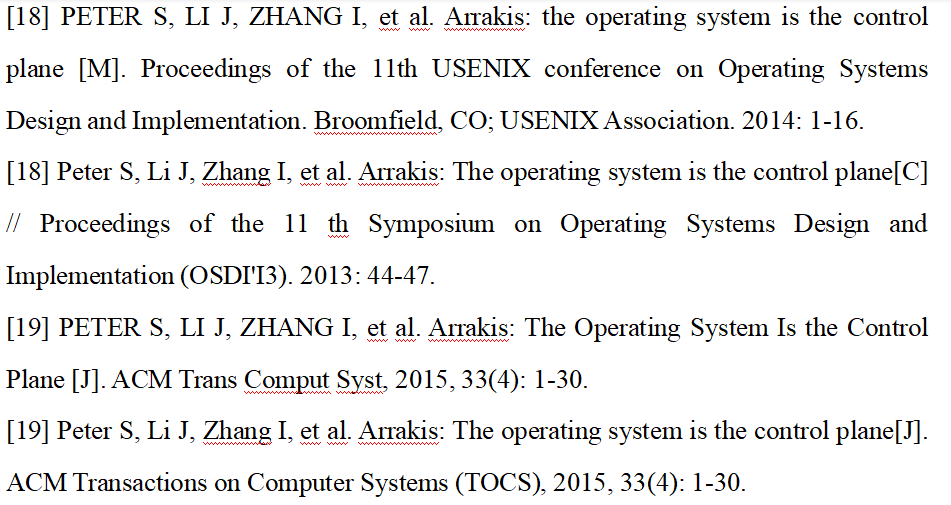 [18] PETER S, LI J, ZHANG I, et al. Arrakis: the operating system is the control
plane [M]. Proceedings of the 11th USENIX conference on Operating Systems
Design and Implementation. Broomfield, CO; USENIX Association. 2014: 1-16.
[18] Peter S, Li J, Zhang I, et al. Arrakis: The operating system is the control plane[C]
// Proceedings of the 11 th Symposium on Operating Systems Design and
Implementation (OSDI'I3). 2013: 44-47.
[19] PETER S, LI J, ZHANG I, et al. Arrakis: The Operating System Is the Control
Plane [J]. ACM Trans Comput Syst, 2015, 33(4): 1-30.
[19] Peter S, Li J, Zhang I, et al. Arrakis: The operating system is the control plane[J].
ACM Transactions on Computer Systems (TOCS), 2015, 33(4): 1-30.